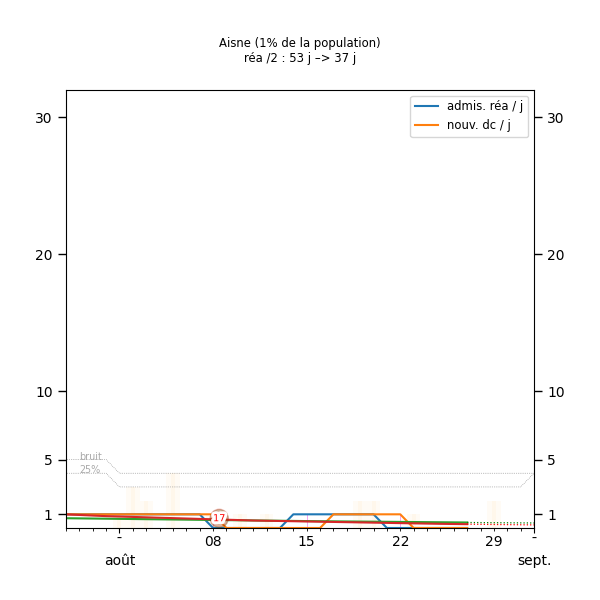 Aisne (1% de la population)
réa /2 : 53 j –> 37 j
admis. réa / j
nouv. dc / j
30 30
20 20
10 10
5 5
bruit
25%
1 17 1
- 08 15 22 29 -
août sept.